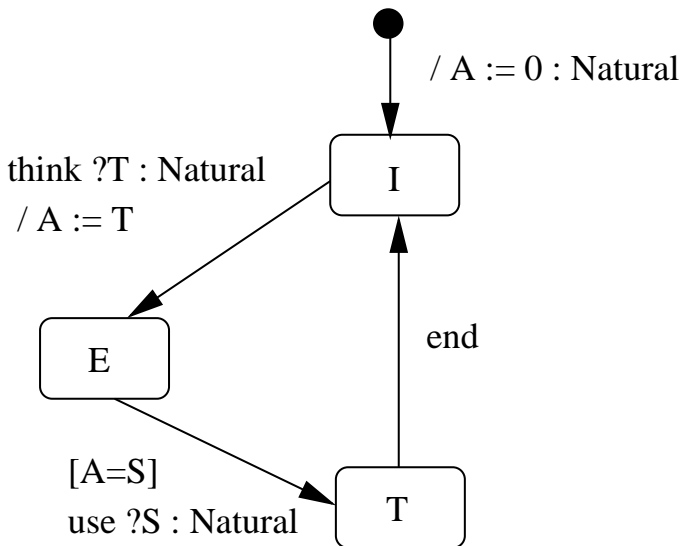 / A := 0 : Natural
think ?T : Natural
/ A := T
I
E
end
[A=S]
use ?S : Natural
T